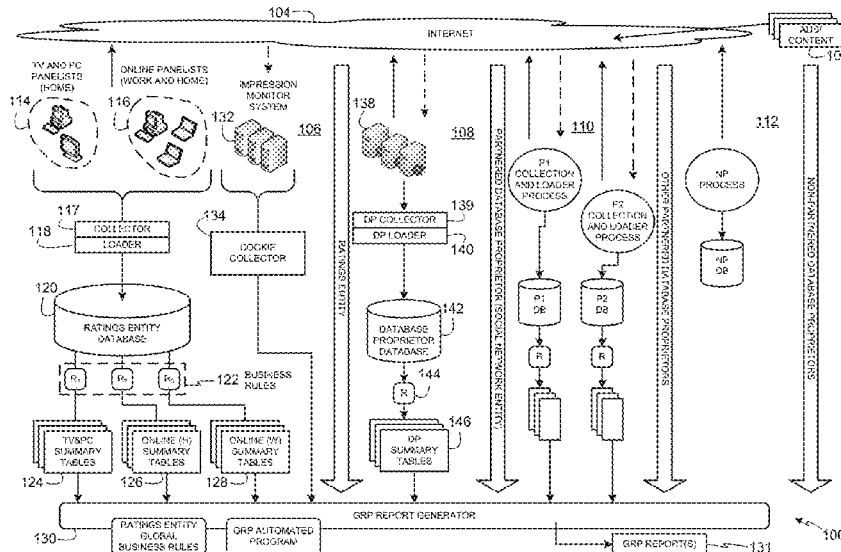 104
INTERNET
ADS/
CONTENT
TV AND PC
PANELISTS
(HOME)
ONLINE PANELISTS
(WORK AND HOME)
IMPRESSION
MONITOR
SYSTEM
114
116
132
106
138
108
110
112
P1
COLLECTION
AND LOADER
PROCESS
P2
COLLECTION
AND LOADER
PROCESS
NP
PROCESS
117
COLLECTOR
118
LOADER
134
COOKIE
COLLECTOR
DP COLLECTOR
139
DP LOADER
140
NP
DB
120
RATINGS ENTITY
DATABASE
DATABASE
PROPRIETOR
DATABASE
142
P1
DB
P2
DB
122
BUSINESS
RULES
R
144
R
R
TV&PC
SUMMARY
TABLES
124
ONLINE (H)
SUMMARY
TABLES
126
ONLINE (W)
SUMMARY
TABLES
128
DP
SUMMARY
TABLES
146
RATINGS ENTITY
PARTNERED DATABASE PROPRIETOR (SOCIAL NETWORK ENTITY)
OTHER PARTNERED DATABASE PROPRIETORS
NON-PARTNERED DATABASE PROPRIETORS
GRP REPORT GENERATOR
130
RATINGS ENTITY
GLOBAL
BUSINESS RULES
GRP AUTOMATED
PROGRAM
GRP REPORT(S)
131
100